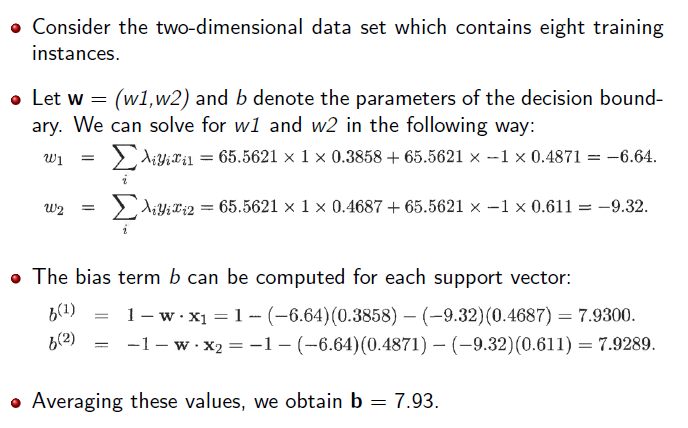 • Consider the two-dimensional data set which contains eight training
instances.
• Let w = (w1,w2) and b denote the parameters of the decision bound-
ary. We can solve for w1 and w2 in the following way:
w₁ = ∑ᵢ λᵢyᵢxᵢ₁ = 65.5621 × 1 × 0.3858 + 65.5621 × −1 × 0.4871 = −6.64.
w₂ = ∑ᵢ λᵢyᵢxᵢ₂ = 65.5621 × 1 × 0.4687 + 65.5621 × −1 × 0.611 = −9.32.
• The bias term b can be computed for each support vector:
b⁽¹⁾ = 1 − w · x₁ = 1 − (−6.64)(0.3858) − (−9.32)(0.4687) = 7.9300.
b⁽²⁾ = −1 − w · x₂ = −1 − (−6.64)(0.4871) − (−9.32)(0.611) = 7.9289.
• Averaging these values, we obtain b = 7.93.